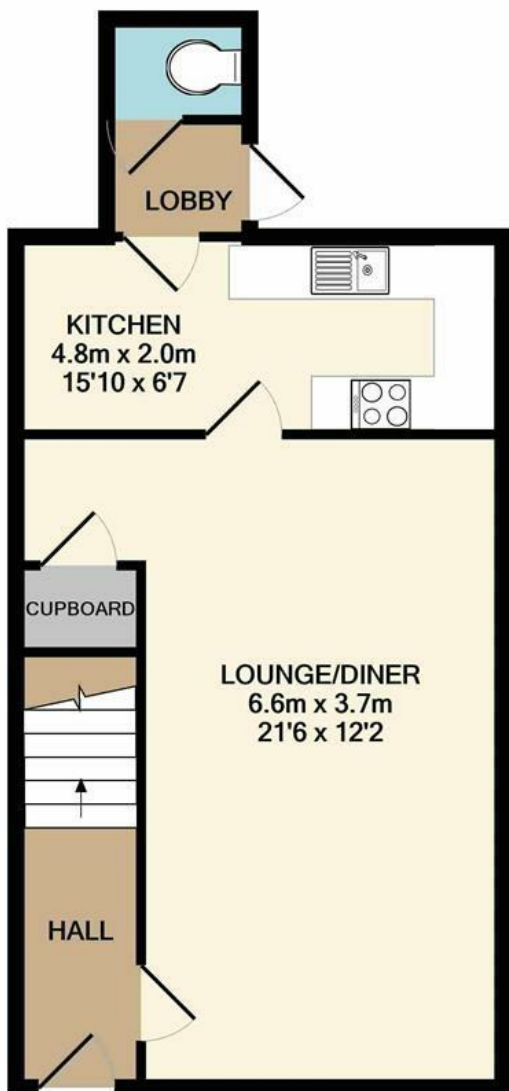 LOBBY
KITCHEN
4.8m x 2.0m
15'10 x 6'7
CUPBOARD
LOUNGE/DINER
6.6m x 3.7m
21'6 x 12'2
HALL